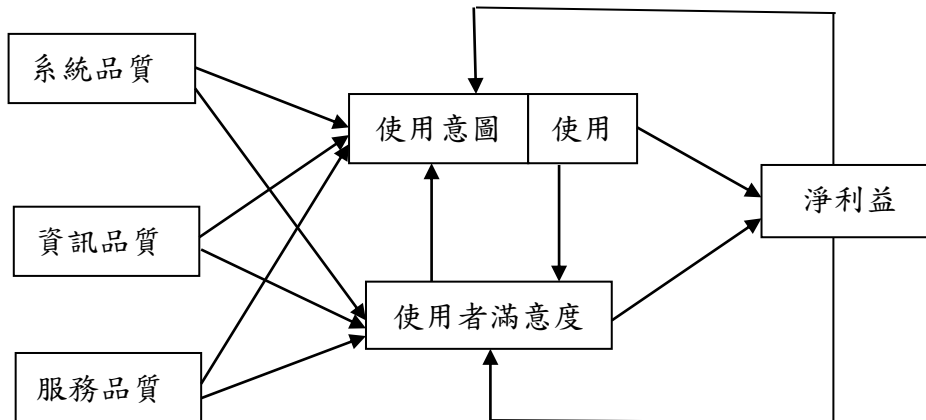 系統品質
使用意圖
使用
淨利益
資訊品質
使用者滿意度
服務品質